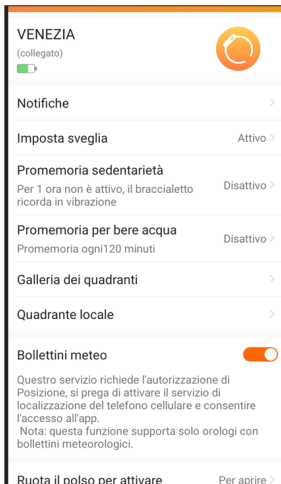 VENEZIA
(collegato)
Notifiche
Imposta sveglia
Attivo
Promemoria sedentarietà
Per 1 ora non è attivo, il braccialetto
ricorda in vibrazione
Disattivo
Promemoria per bere acqua
Promemoria ogni120 minuti
Disattivo
Galleria dei quadranti
Quadrante locale
Bollettini meteo
Questro servizio richiede l'autorizzazione di
Posizione, si prega di attivare il servizio di
localizzazione del telefono cellulare e consentire
l'accesso all'app.
Nota: questa funzione supporta solo orologi con
bollettini meteorologici.
Ruota il polso per attivare
Per aprire